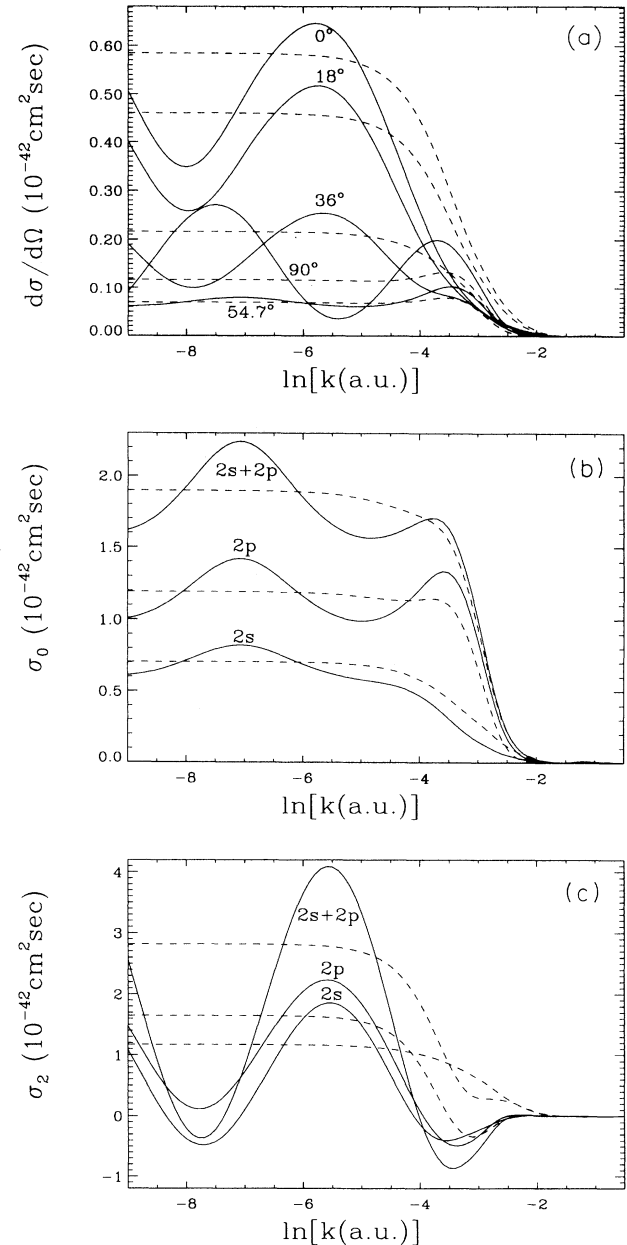 (a)
0.60
0.50
0.40
0.30
0.20
0.10
0.00
dσ/dΩ (10⁻⁴²cm²sec)
0°
18°
36°
90°
54.7°
-8
-6
-4
-2
ln[k(a.u.)]
(b)
2.0
1.5
1.0
0.5
0.0
σ₀ (10⁻⁴²cm²sec)
2s+2p
2p
2s
-8
-6
-4
-2
ln[k(a.u.)]
(c)
4
3
2
1
0
-1
σ₂ (10⁻⁴²cm²sec)
2s+2p
2p
2s
-8
-6
-4
-2
ln[k(a.u.)]